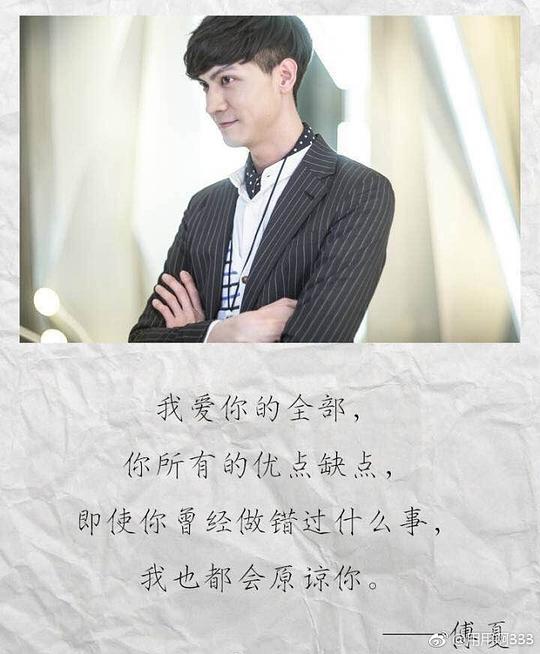 我爱你的全部，
你所有的优点缺点，
即使你曾经做错过什么事，
我也都会原谅你。
——傅夏